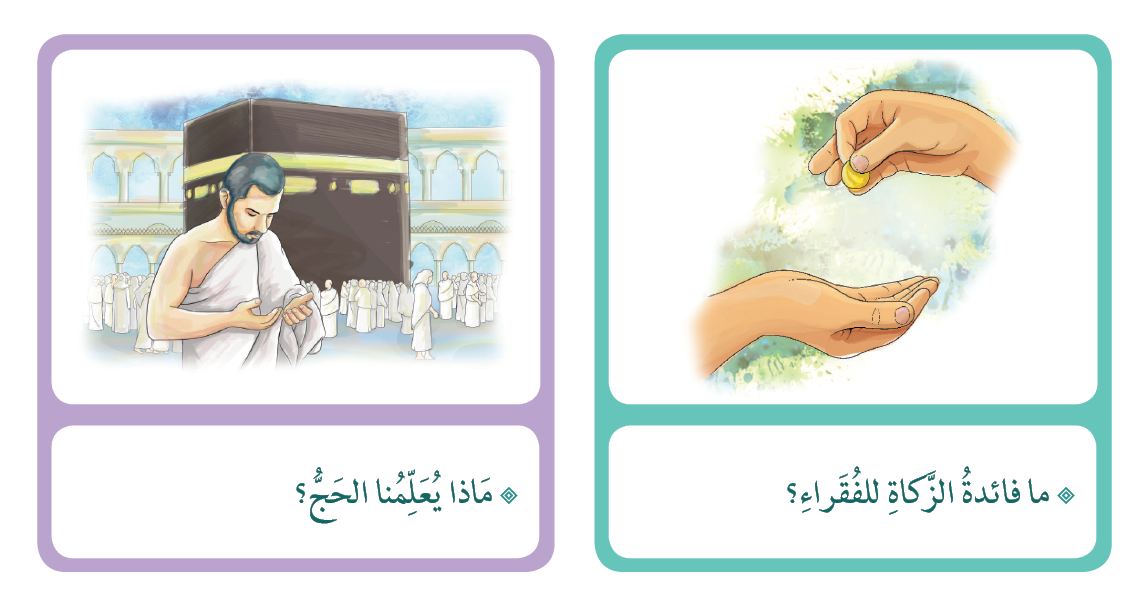 ما فائدةُ الزَّكاةِ للفُقَراءِ؟
مَاذا يُعَلِّمُنا الحَجُّ؟